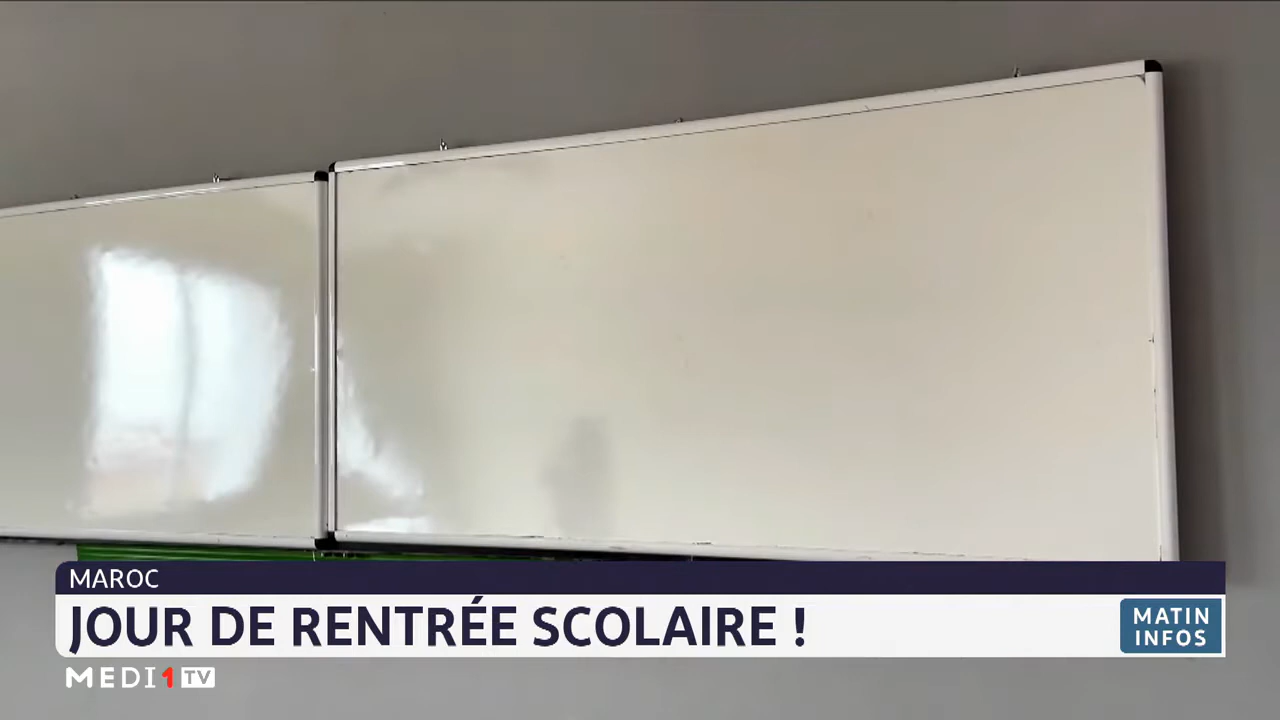 MAROC
JOUR DE RENTRÉE SCOLAIRE !
MATIN
INFOS
MEDI1TV